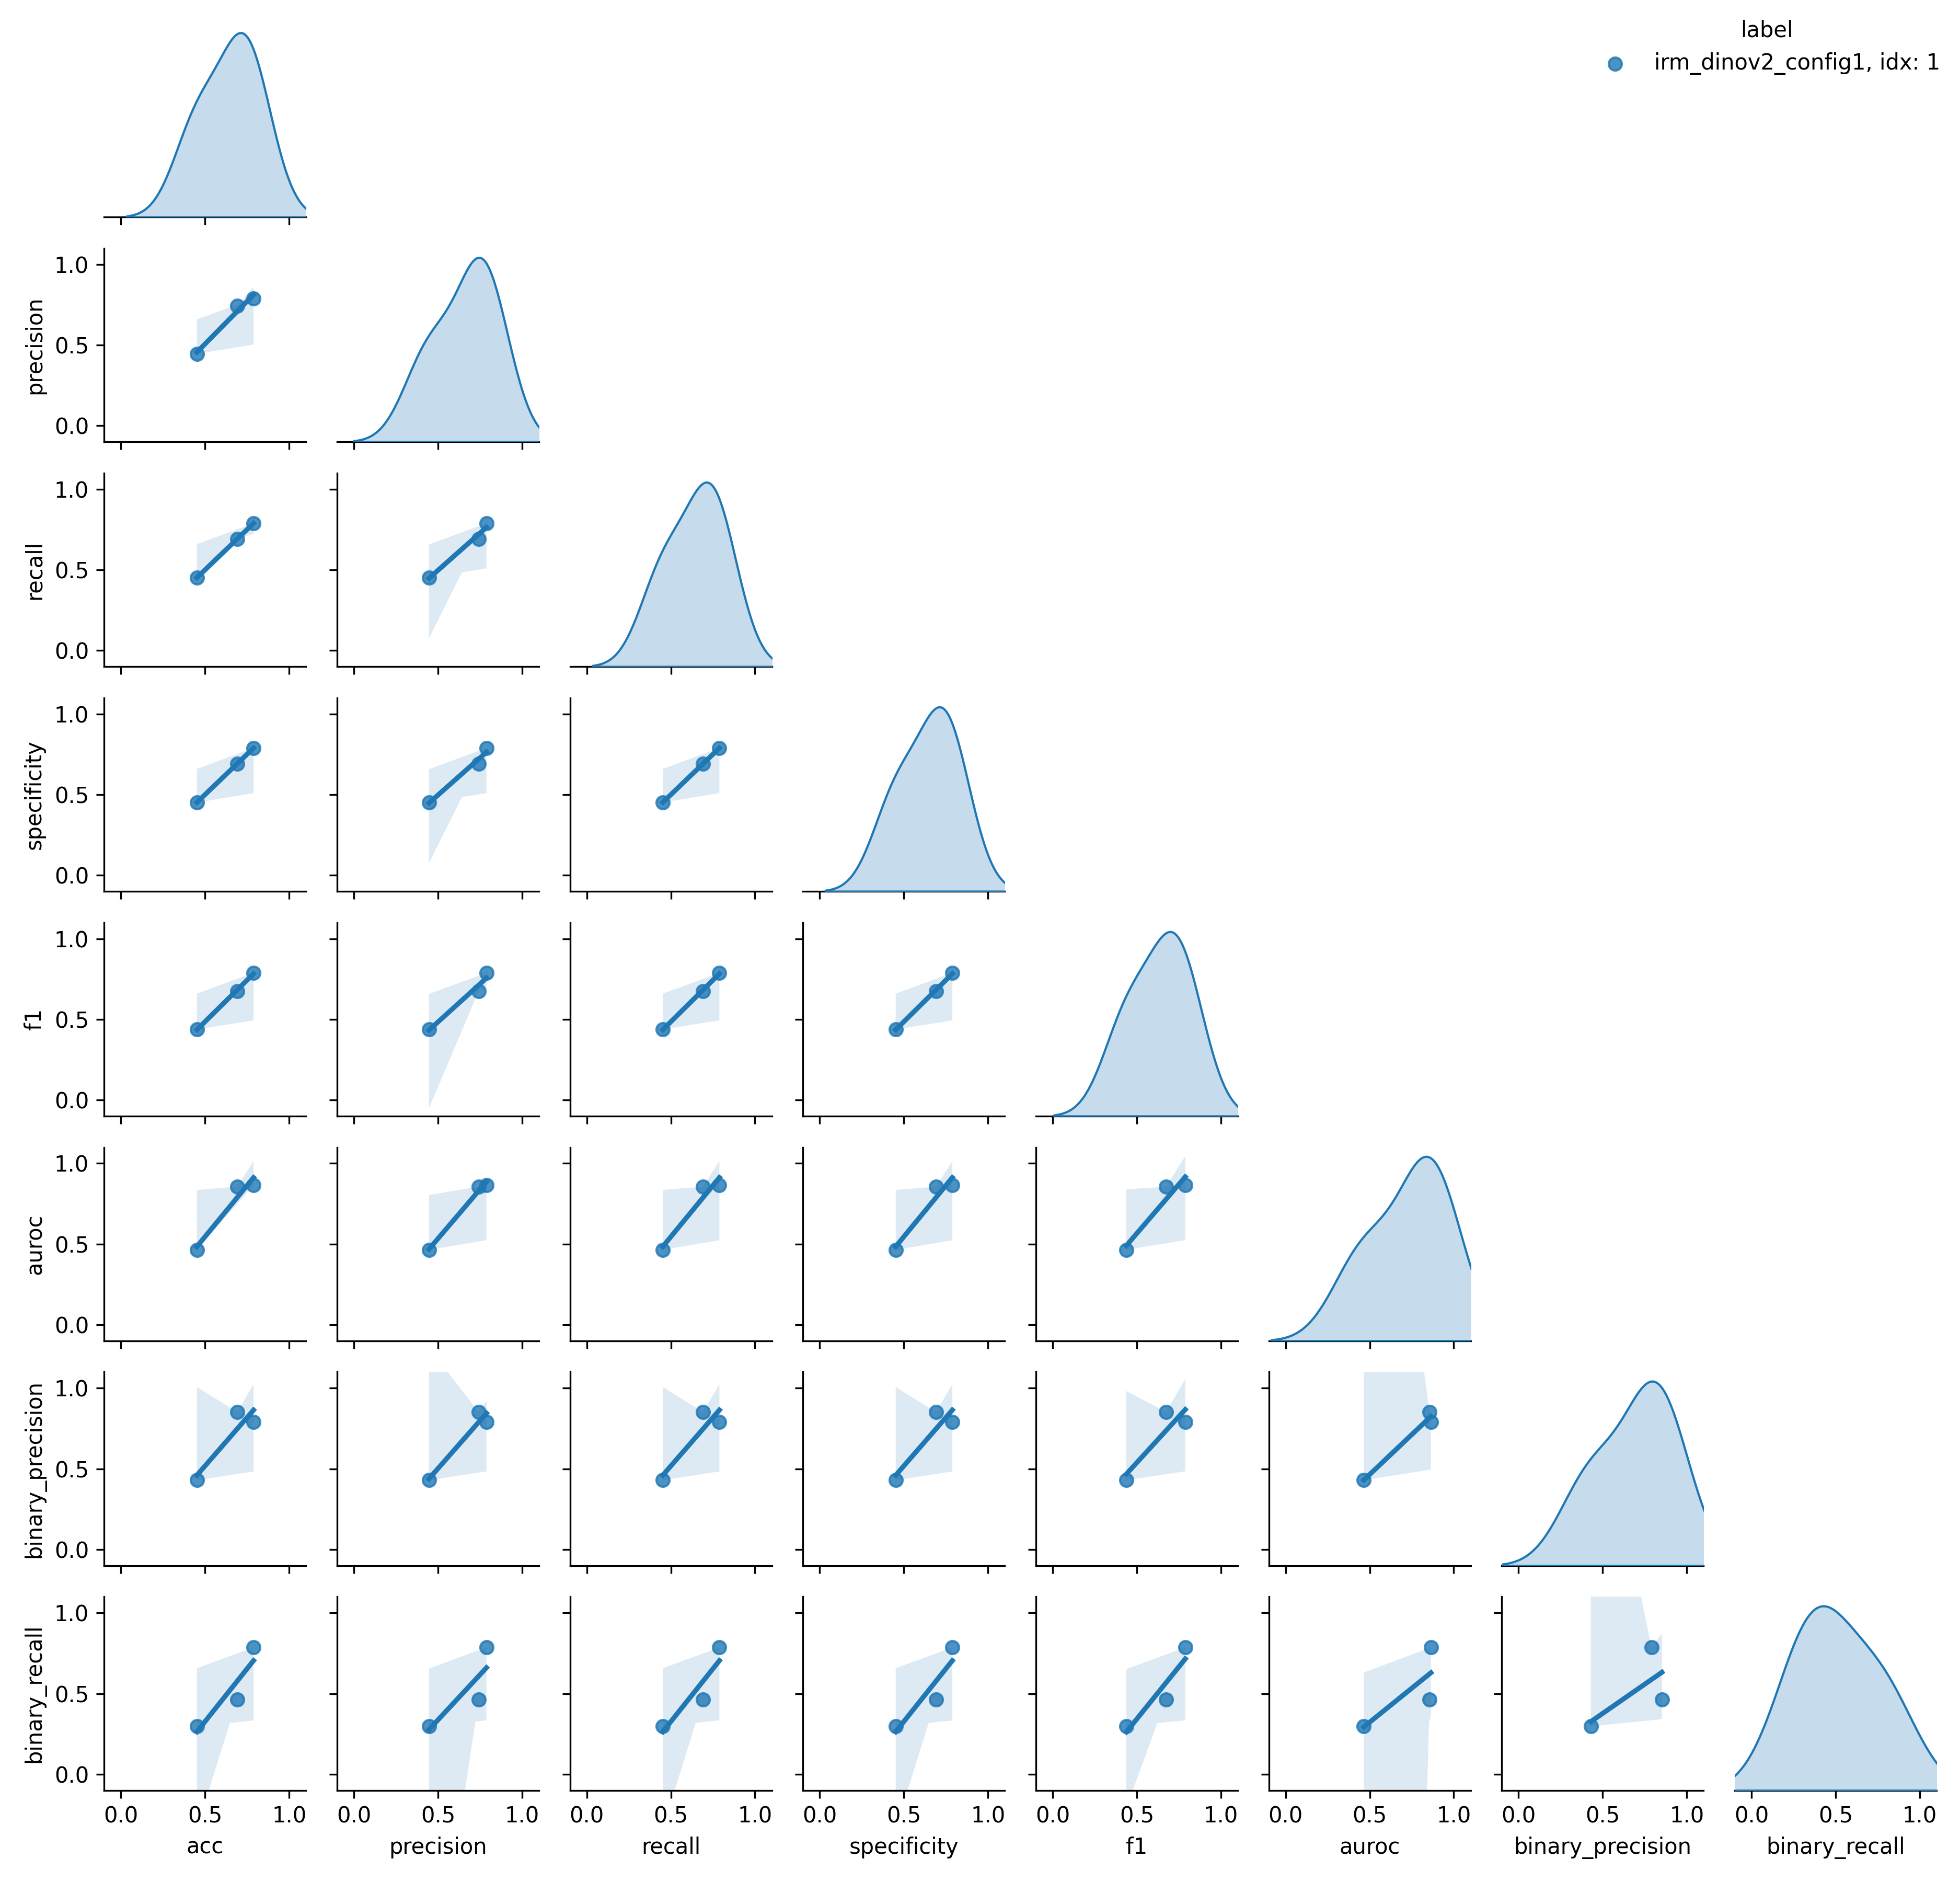 label
irm_dinov2_config1, idx: 1
1.0
precision
0.5
0.0
1.0
recall
0.5
0.0
1.0
specificity
0.5
0.0
1.0
f1
0.5
0.0
1.0
auroc
0.5
0.0
1.0
binary_precision
0.5
0.0
1.0
binary_recall
0.5
0.0
0.0 0.5 1.0 0.0 0.5 1.0 0.0 0.5 1.0 0.0 0.5 1.0 0.0 0.5 1.0 0.0 0.5 1.0 0.0 0.5 1.0 0.0 0.5 1.0
acc precision recall specificity f1 auroc binary_precision binary_recall